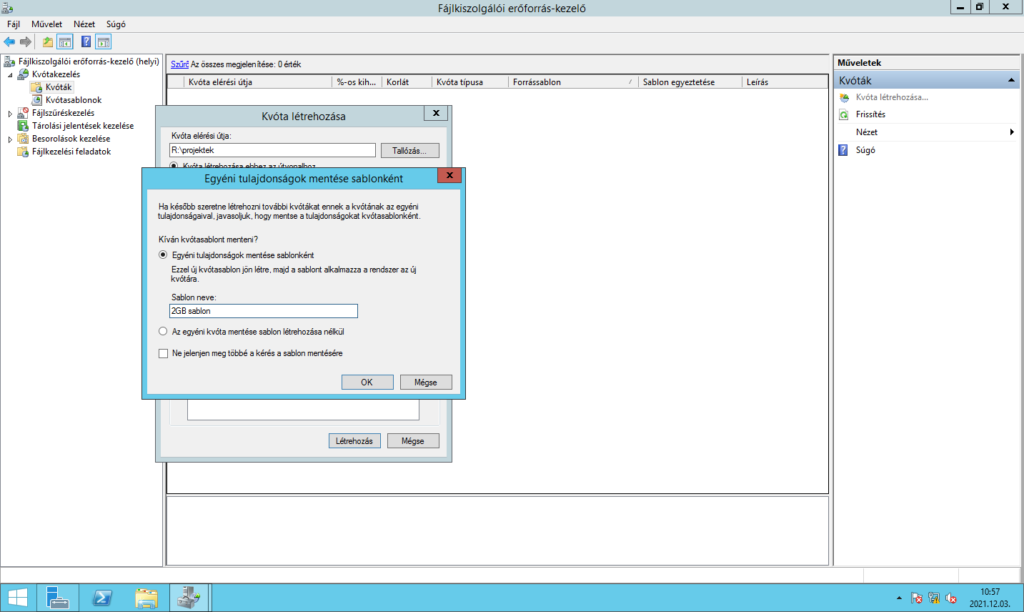 Fájlkiszolgálói erőforrás-kezelő
Fájl Művelet Nézet Súgó
Fájlkiszolgálói erőforrás-kezelő (helyi)
Kvótakezelés
Kvóták
Kvótasablonok
Fájlszűréskezelés
Tárolási jelentések kezelése
Besorolások kezelése
Fájlkezelési feladatok
Szűrő: Az összes megjelenítése: 0 érték
Kvóta elérési útja %-os kih... Korlát Kvóta típusa Forrássablon Sablon egyeztetése Leírás
Kvóta létrehozása
Kvóta elérési útja:
R:\projektek
Tallózás...
Kvóta létrehozása ehhez az útvonalhoz
Egyéni tulajdonságok mentése sablonként
Ha később szeretne létrehozni további kvótákat ennek a kvótának az egyéni
tulajdonságaival, javasoljuk, hogy mentse a tulajdonságokat kvótasablonként.
Kíván kvótasablont menteni?
Egyéni tulajdonságok mentése sablonként
Ezzel új kvótasablon jön létre, majd a sablont alkalmazza a rendszer az új
kvótára.
Sablon neve:
2GB sablon
Az egyéni kvóta mentése sablon létrehozása nélkül
Ne jelenjen meg többé a kérés a sablon mentésére
OK Mégse
Létrehozás Mégse
Műveletek
Kvóták
Kvóta létrehozása...
Frissítés
Nézet
Súgó
10:57
2021.12.03.